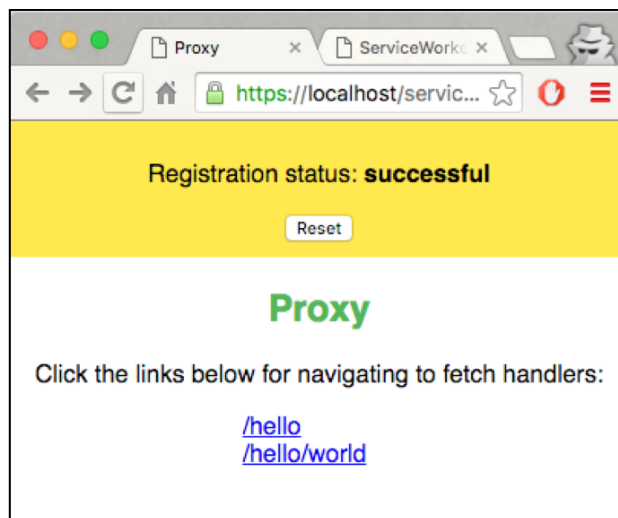 Proxy
ServiceWorke
https://localhost/servic...
Registration status: successful
Reset
Proxy
Click the links below for navigating to fetch handlers:
/hello
/hello/world